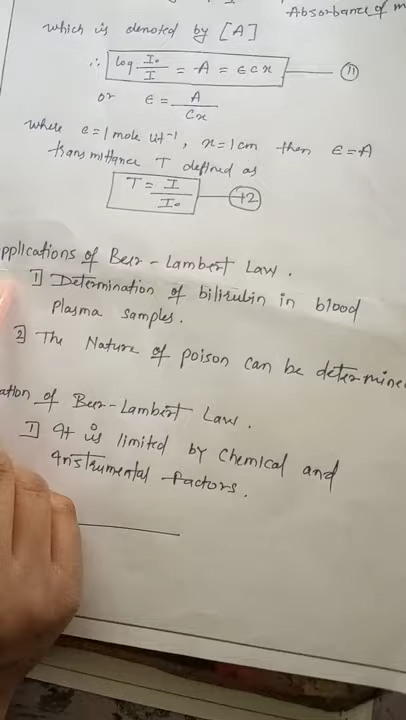 Absorbance of m
which is denoted by [A]
∴ log I₀/I = A = ϵcx — 11
or ϵ = A/cx
where c=1 mole lit⁻¹, x=1cm then ϵ=A
transmittance T defined as
T = I/I₀ — 12
pplications of Beer-Lambert Law.
1] Determination of bilirubin in blood
Plasma samples.
2] The Nature of poison can be determine
ation of Beer-Lambert Law.
1] It is limited by Chemical and
Instrumental factors.